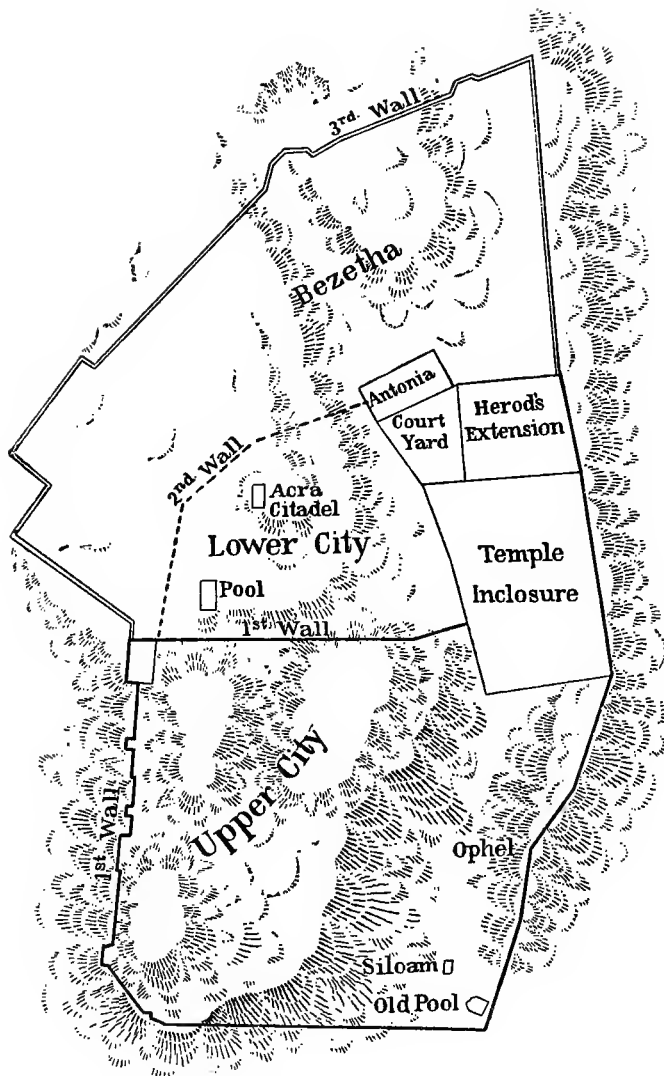 3rd. Wall
Bezetha
Antonia
Court
Yard
Herod's
Extension
2nd. Wall
Acra
Citadel
Lower City
Temple
Inclosure
Pool
1st. Wall
Upper City
1st. Wall
Ophel
Siloam
Old Pool